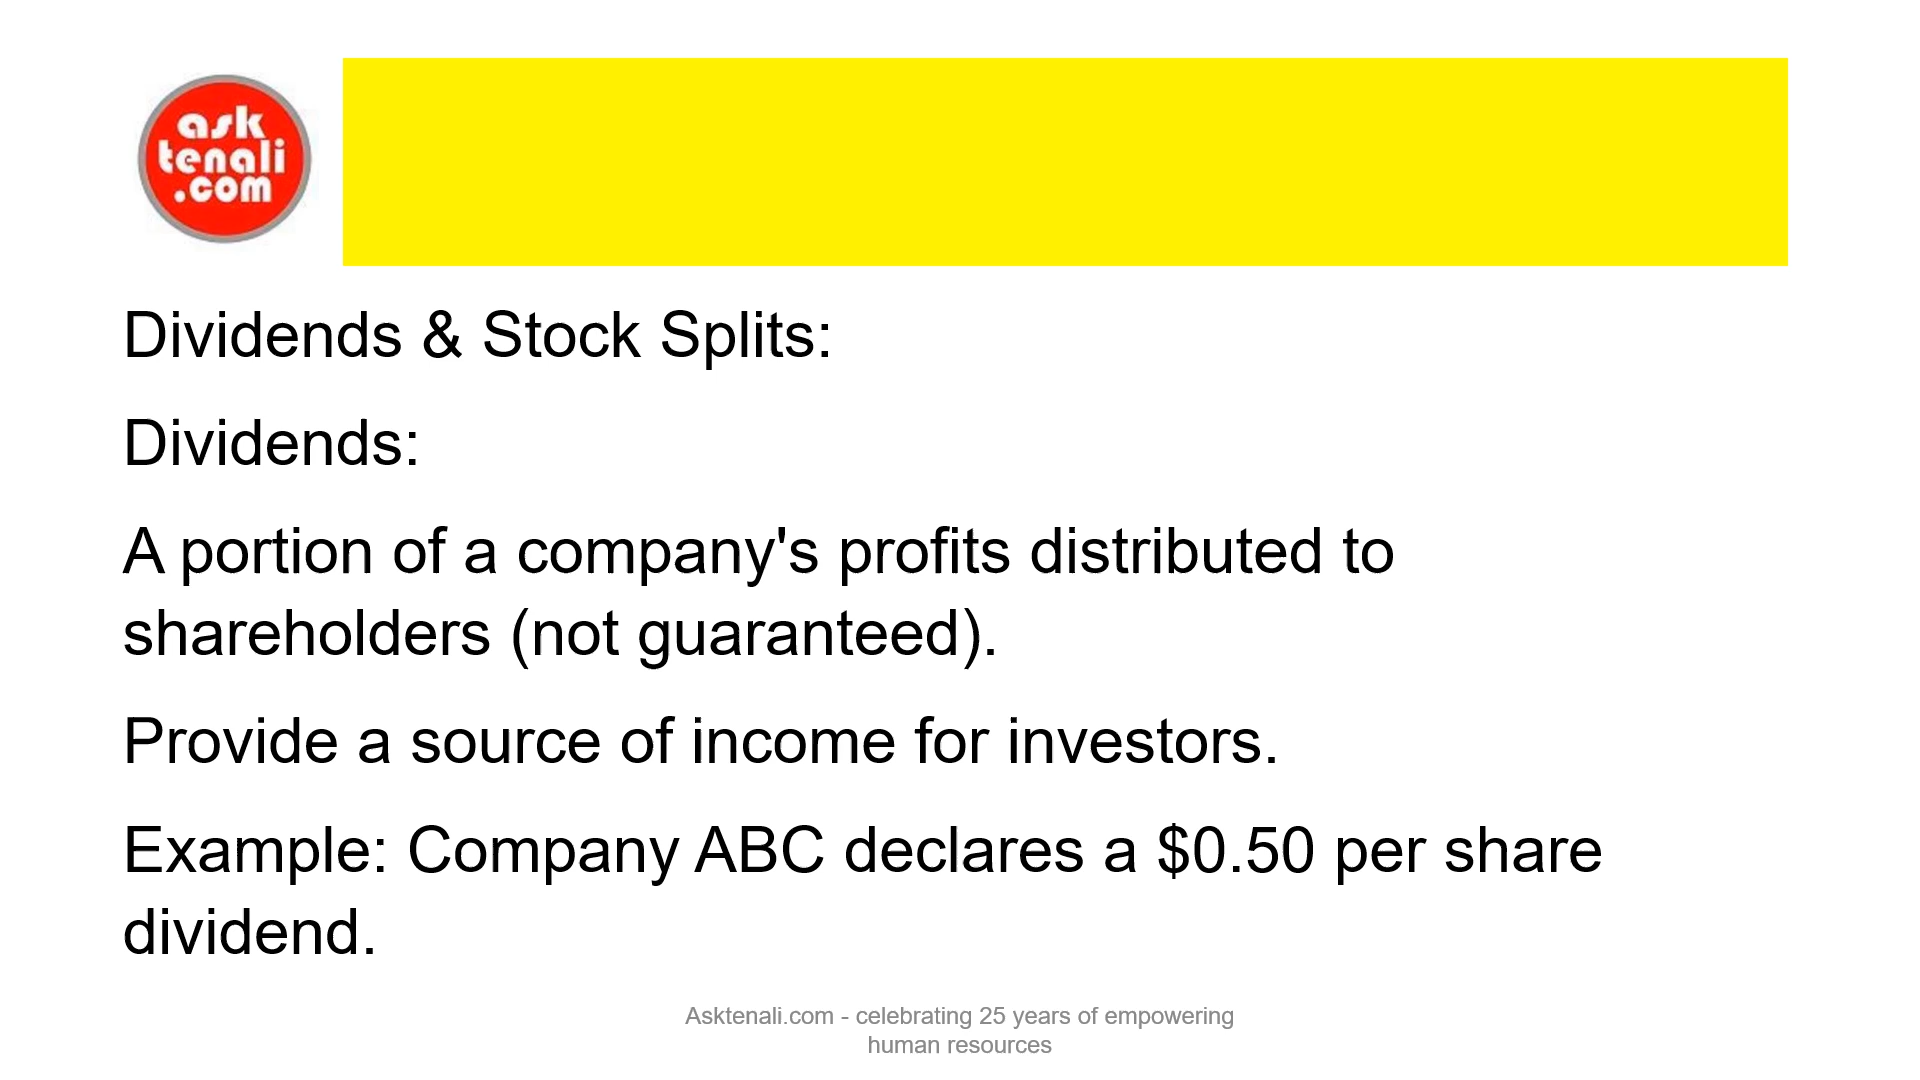 ask
tenali
.com
Dividends & Stock Splits:
Dividends:
A portion of a company's profits distributed to
shareholders (not guaranteed).
Provide a source of income for investors.
Example: Company ABC declares a $0.50 per share
dividend.
Asktenali.com - celebrating 25 years of empowering
human resources